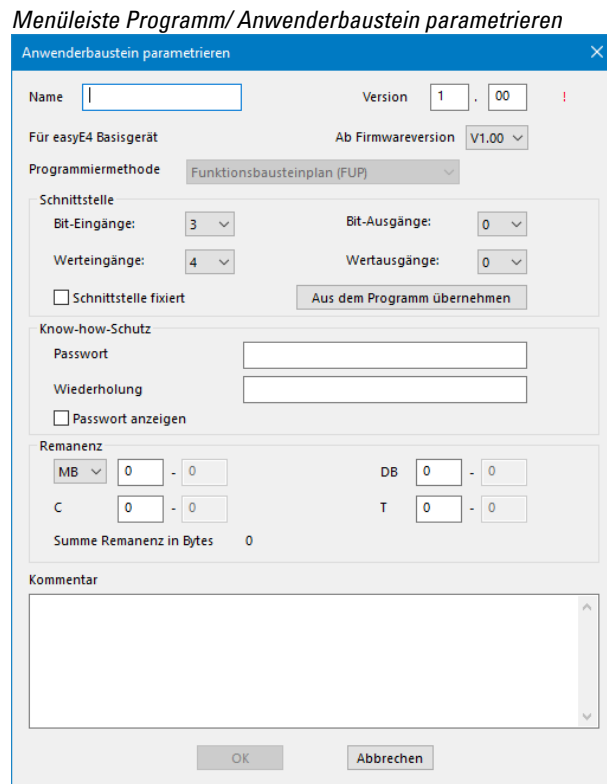 Menüleiste Programm/ Anwenderbaustein parametrieren
Anwenderbaustein parametrieren
Name Version 1 . 00 !
Für easyE4 Basisgerät Ab Firmwareversion V1.00
Programmiermethode Funktionsbausteinplan (FUP)
Schnittstelle
Bit-Eingänge: 3 Bit-Ausgänge: 0
Werteingänge: 4 Wertausgänge: 0
Schnittstelle fixiert Aus dem Programm übernehmen
Know-how-Schutz
Passwort
Wiederholung
Passwort anzeigen
Remanenz
MB 0 - 0 DB 0 - 0
C 0 - 0 T 0 - 0
Summe Remanenz in Bytes 0
Kommentar
OK Abbrechen